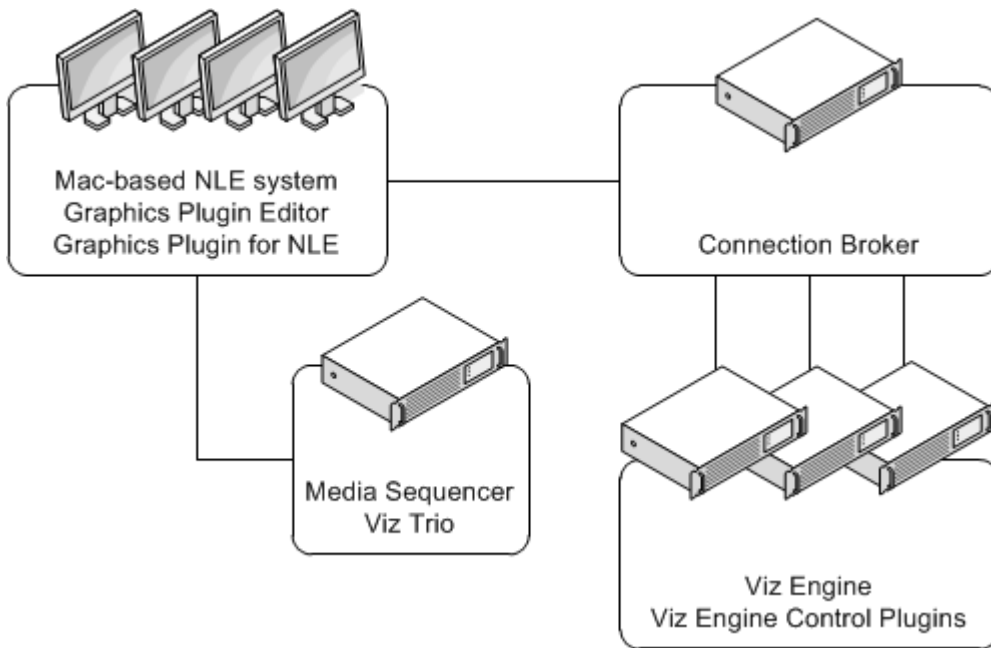 Mac-based NLE system
Graphics Plugin Editor
Graphics Plugin for NLE
Connection Broker
Media Sequencer
Viz Trio
Viz Engine
Viz Engine Control Plugins